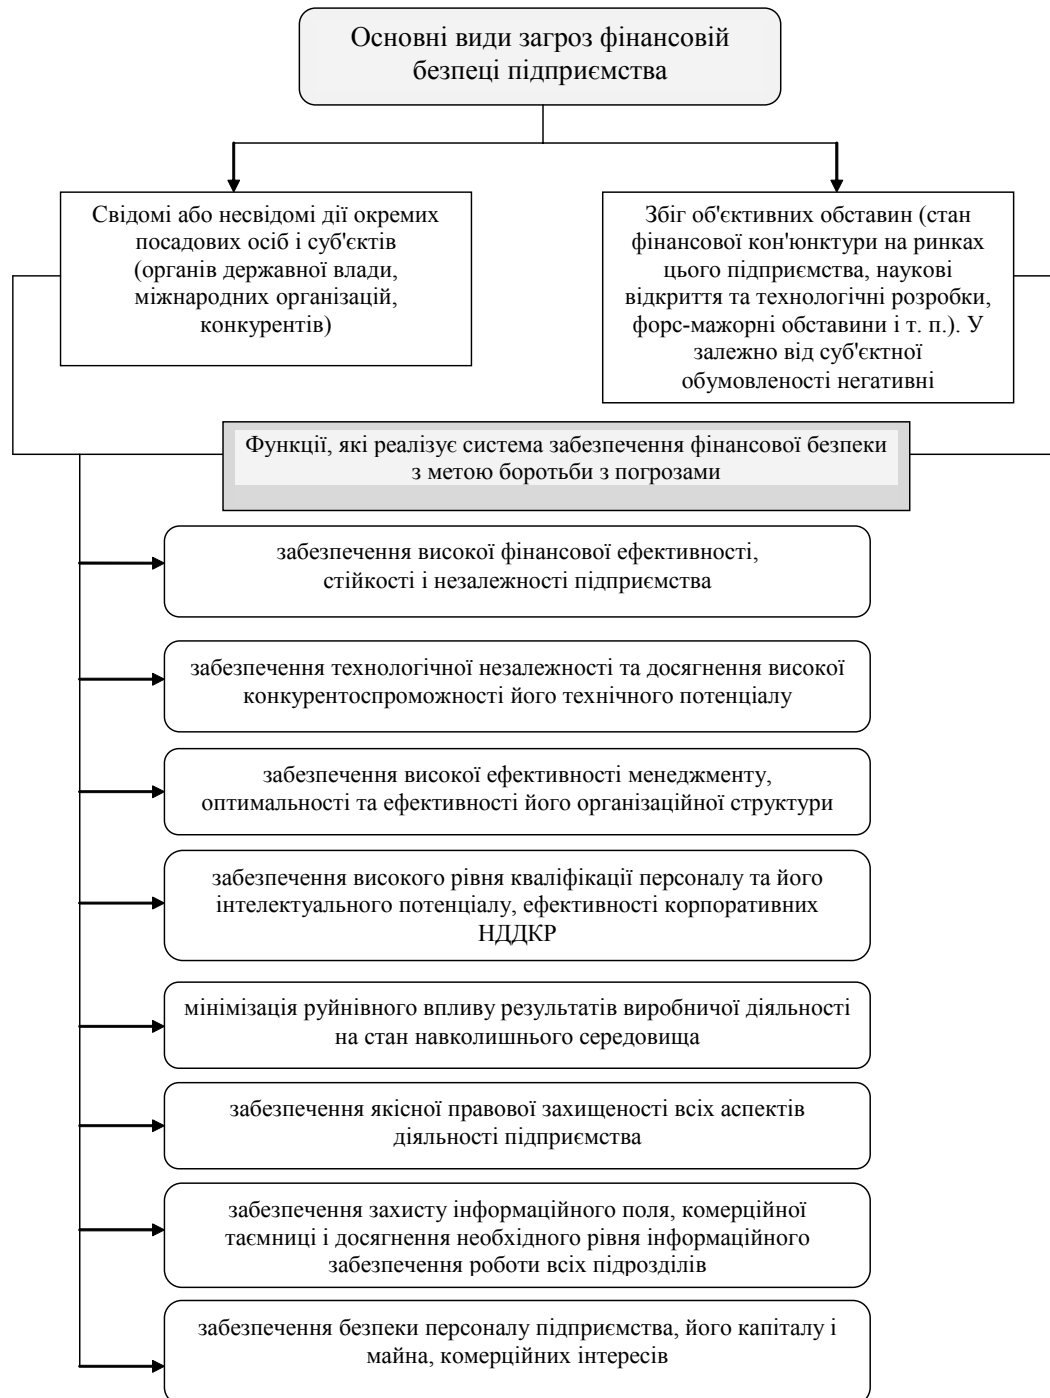 Основні види загроз фінансовій
безпеці підприємства
Свідомі або несвідомі дії окремих
посадових осіб і суб'єктів
(органів державної влади,
міжнародних організацій,
конкурентів)
Збіг об'єктивних обставин (стан
фінансової кон'юнктури на ринках
цього підприємства, наукові
відкриття та технологічні розробки,
форс-мажорні обставини і т. п.). У
залежно від суб'єктної
обумовленості негативні
Функції, які реалізує система забезпечення фінансової безпеки
з метою боротьби з погрозами
забезпечення високої фінансової ефективності,
стійкості і незалежності підприємства
забезпечення технологічної незалежності та досягнення високої
конкурентоспроможності його технічного потенціалу
забезпечення високої ефективності менеджменту,
оптимальності та ефективності його організаційної структури
забезпечення високого рівня кваліфікації персоналу та його
інтелектуального потенціалу, ефективності корпоративних
НДДКР
мінімізація руйнівного впливу результатів виробничої діяльності
на стан навколишнього середовища
забезпечення якісної правової захищеності всіх аспектів
діяльності підприємства
забезпечення захисту інформаційного поля, комерційної
таємниці і досягнення необхідного рівня інформаційного
забезпечення роботи всіх підрозділів
забезпечення безпеки персоналу підприємства, його капіталу і
майна, комерційних інтересів